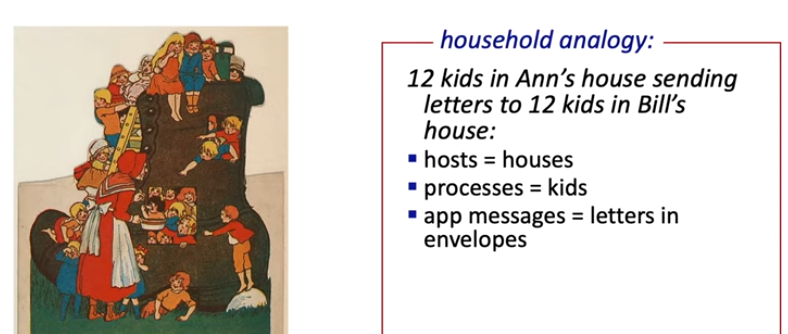 household analogy:
12 kids in Ann’s house sending
letters to 12 kids in Bill’s
house:
▪ hosts = houses
▪ processes = kids
▪ app messages = letters in
envelopes